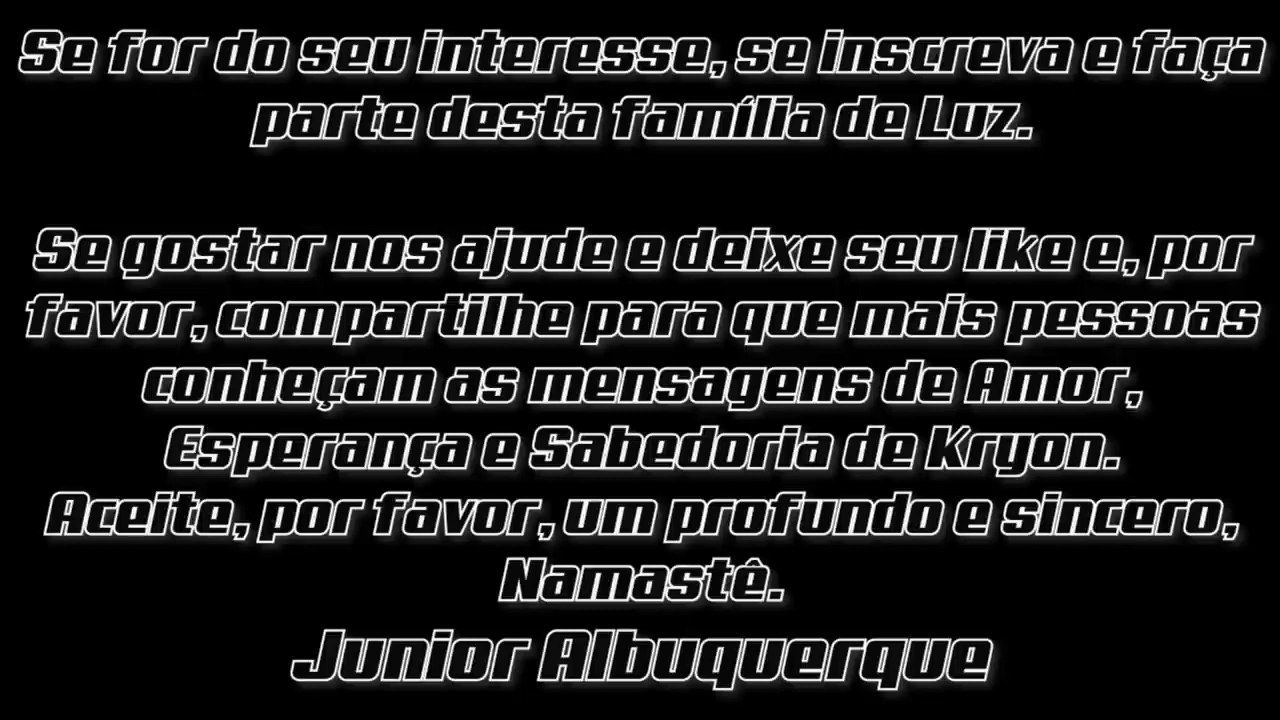 Se for do seu interesse, se inscreva e faça
parte desta família de Luz.
Se gostar nos ajude e deixe seu like e, por
favor, compartilhe para que mais pessoas
conheçam as mensagens de Amor,
Esperança e Sabedoria de Kryon.
Aceite, por favor, um profundo e sincero,
Namastê.
Junior Albuquerque